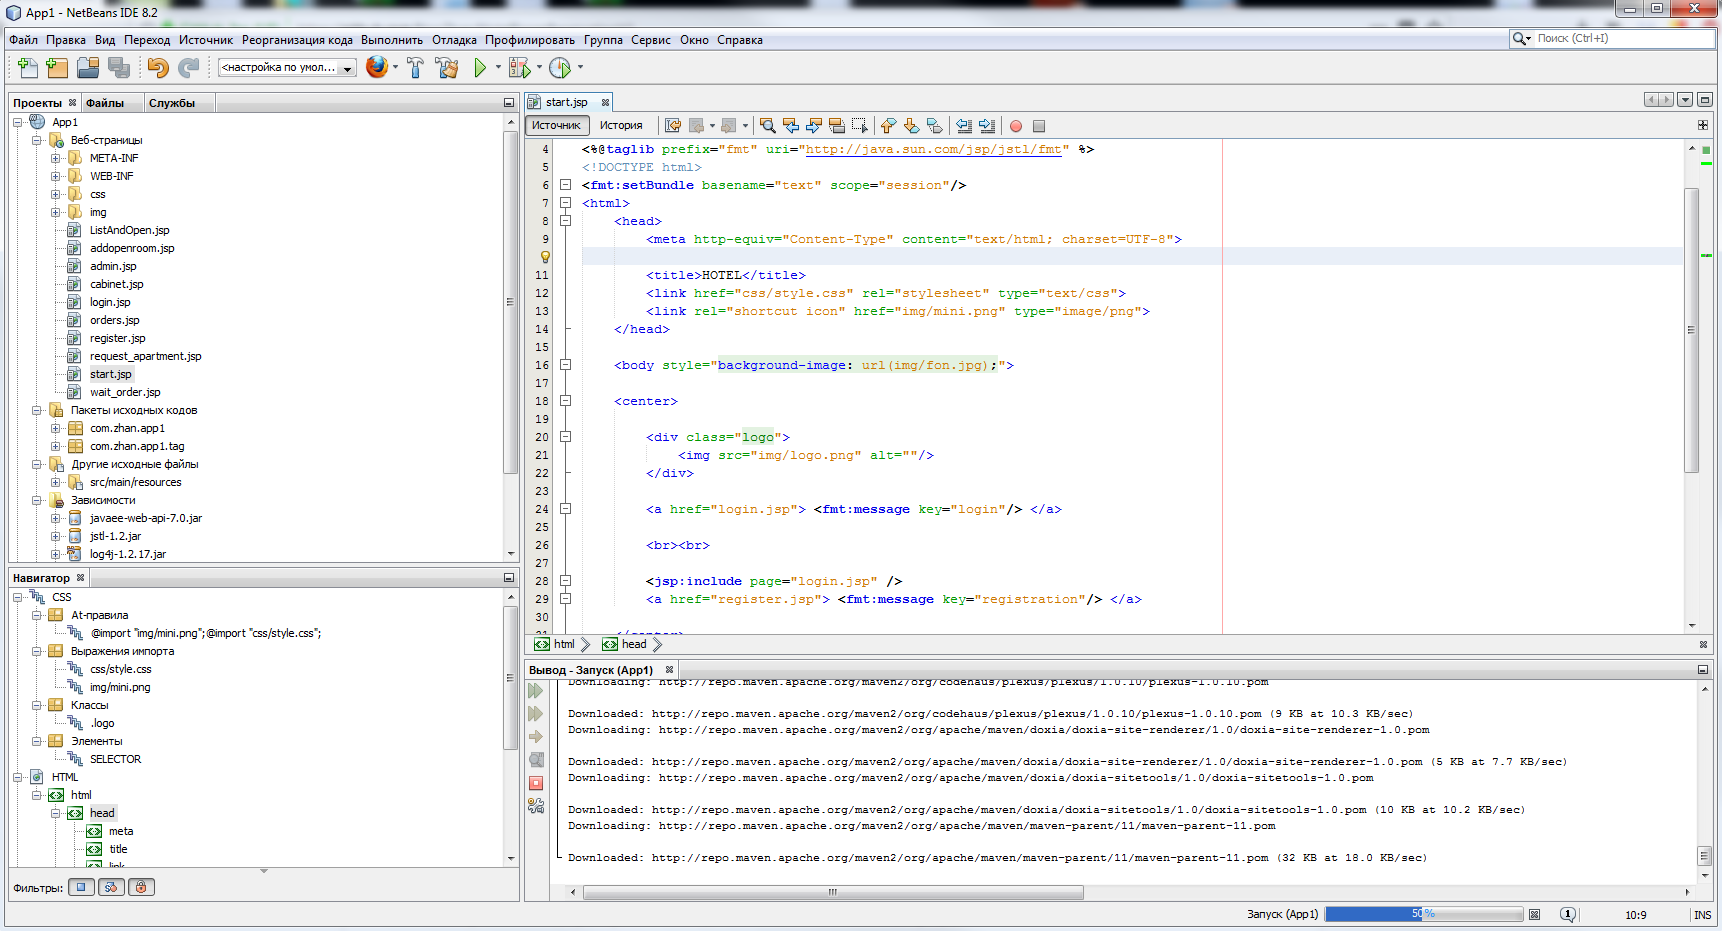 App1 - NetBeans IDE 8.2
Файл Правка Вид Переход Источник Реорганизация кода Выполнить Отладка Профилировать Группа Сервис Окно Справка
Поиск (Ctrl+I)
<настройка по умол...
Проекты Файлы Службы
App1
Веб-страницы
META-INF
WEB-INF
css
img
ListAndOpen.jsp
addopenroom.jsp
admin.jsp
cabinet.jsp
login.jsp
orders.jsp
register.jsp
request_apartment.jsp
start.jsp
wait_order.jsp
Пакеты исходных кодов
com.zhan.app1
com.zhan.app1.tag
Другие исходные файлы
src/main/resources
Зависимости
javaee-web-api-7.0.jar
jstl-1.2.jar
log4j-1.2.17.jar
Навигатор
CSS
At-правила
@import "img/mini.png";@import "css/style.css";
Выражения импорта
css/style.css
img/mini.png
Классы
.logo
Элементы
SELECTOR
HTML
html
head
meta
title
link
Фильтры:
start.jsp
Источник История
4 <%@taglib prefix="fmt" uri="http://java.sun.com/jsp/jstl/fmt" %>
5 <!DOCTYPE html>
6 <fmt:setBundle basename="text" scope="session"/>
7 <html>
8 <head>
9 <meta http-equiv="Content-Type" content="text/html; charset=UTF-8">
11 <title>HOTEL</title>
12 <link href="css/style.css" rel="stylesheet" type="text/css">
13 <link rel="shortcut icon" href="img/mini.png" type="image/png">
14 </head>
15
16 <body style="background-image: url(img/fon.jpg);">
17
18 <center>
19
20 <div class="logo">
21 <img src="img/logo.png" alt=""/>
22 </div>
23
24 <a href="login.jsp"> <fmt:message key="login"/> </a>
25
26 <br><br>
27
28 <jsp:include page="login.jsp" />
29 <a href="register.jsp"> <fmt:message key="registration"/> </a>
30
31 </center>
html head
Вывод - Запуск (App1)
Downloading: http://repo.maven.apache.org/maven2/org/codehaus/plexus/plexus/1.0.10/plexus-1.0.10.pom
Downloaded: http://repo.maven.apache.org/maven2/org/codehaus/plexus/plexus/1.0.10/plexus-1.0.10.pom (9 KB at 10.3 KB/sec)
Downloading: http://repo.maven.apache.org/maven2/org/apache/maven/doxia/doxia-site-renderer/1.0/doxia-site-renderer-1.0.pom
Downloaded: http://repo.maven.apache.org/maven2/org/apache/maven/doxia/doxia-site-renderer/1.0/doxia-site-renderer-1.0.pom (5 KB at 7.7 KB/sec)
Downloading: http://repo.maven.apache.org/maven2/org/apache/maven/doxia/doxia-sitetools/1.0/doxia-sitetools-1.0.pom
Downloaded: http://repo.maven.apache.org/maven2/org/apache/maven/doxia/doxia-sitetools/1.0/doxia-sitetools-1.0.pom (10 KB at 10.2 KB/sec)
Downloading: http://repo.maven.apache.org/maven2/org/apache/maven/maven-parent/11/maven-parent-11.pom
Downloaded: http://repo.maven.apache.org/maven2/org/apache/maven/maven-parent/11/maven-parent-11.pom (32 KB at 18.0 KB/sec)
Запуск (App1) 50% 1 10:9 INS